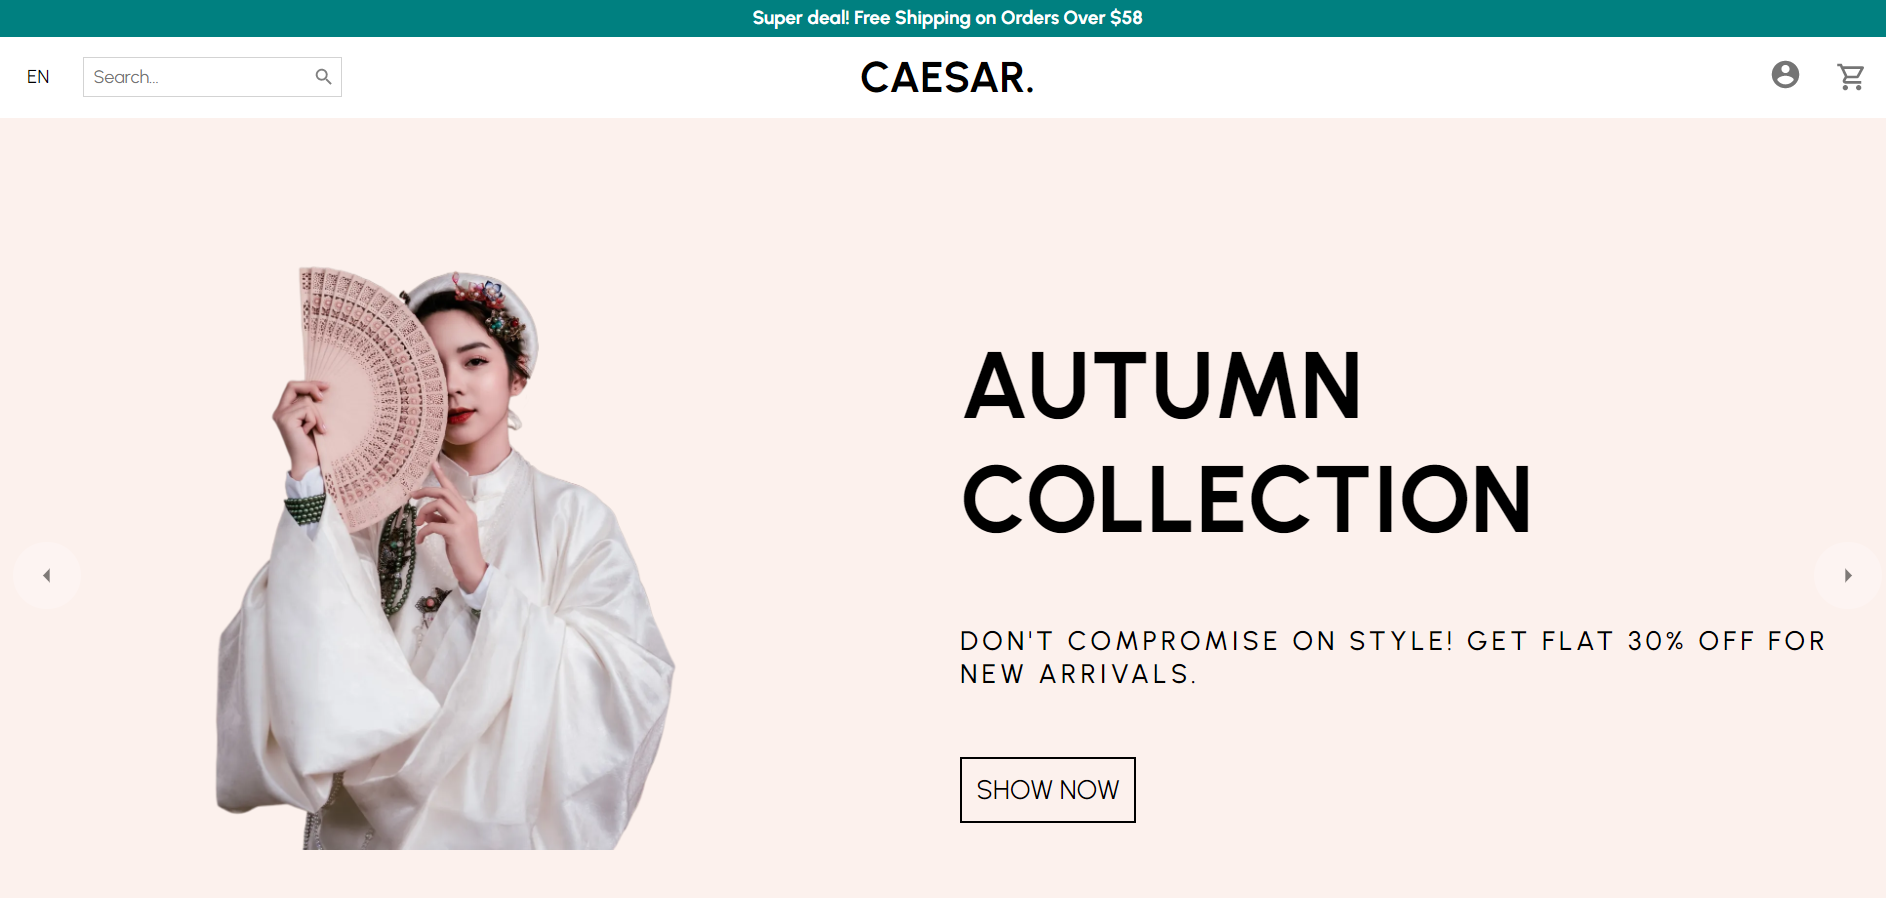 Super deal! Free Shipping on Orders Over $58
EN
Search...
CAESAR.
AUTUMN
COLLECTION
DON'T COMPROMISE ON STYLE! GET FLAT 30% OFF FOR
NEW ARRIVALS.
SHOW NOW